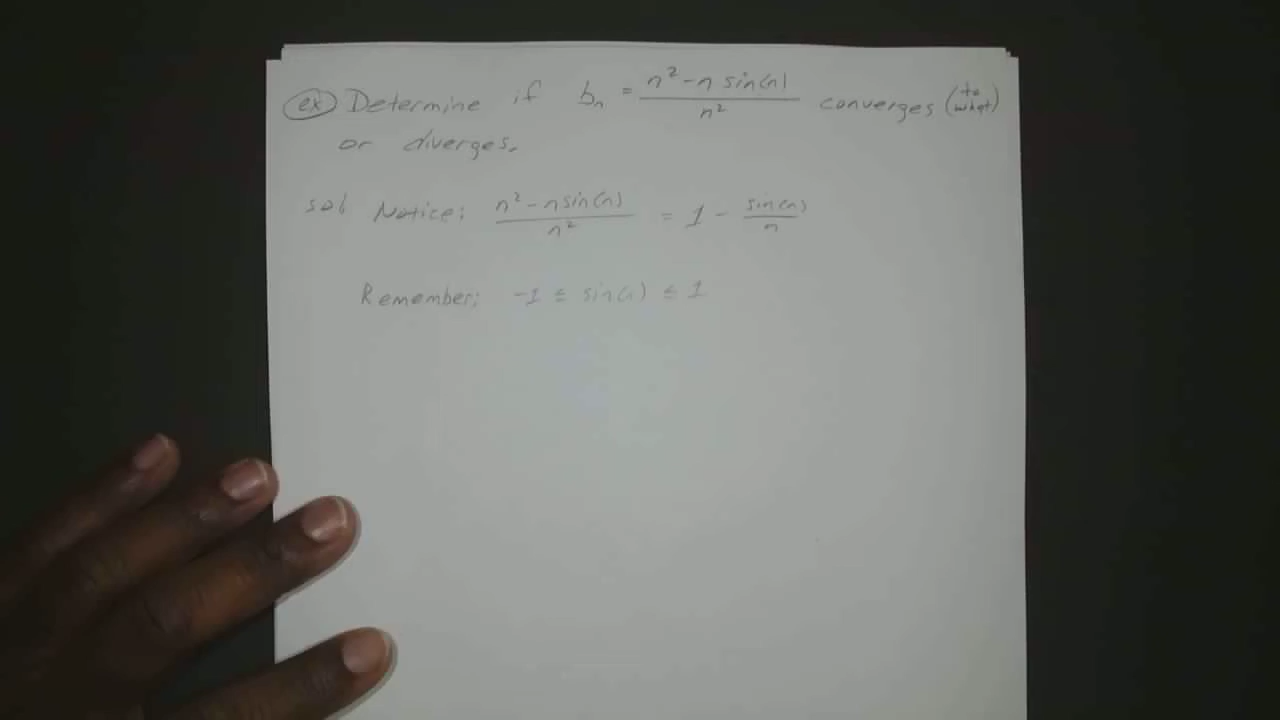 ex Determine if bₙ = (n² - n sin(n))/n² converges (to what)
or diverges.
sol Notice: (n² - n sin(n))/n² = 1 - sin(n)/n
Remember: -1 ≤ sin(n) ≤ 1